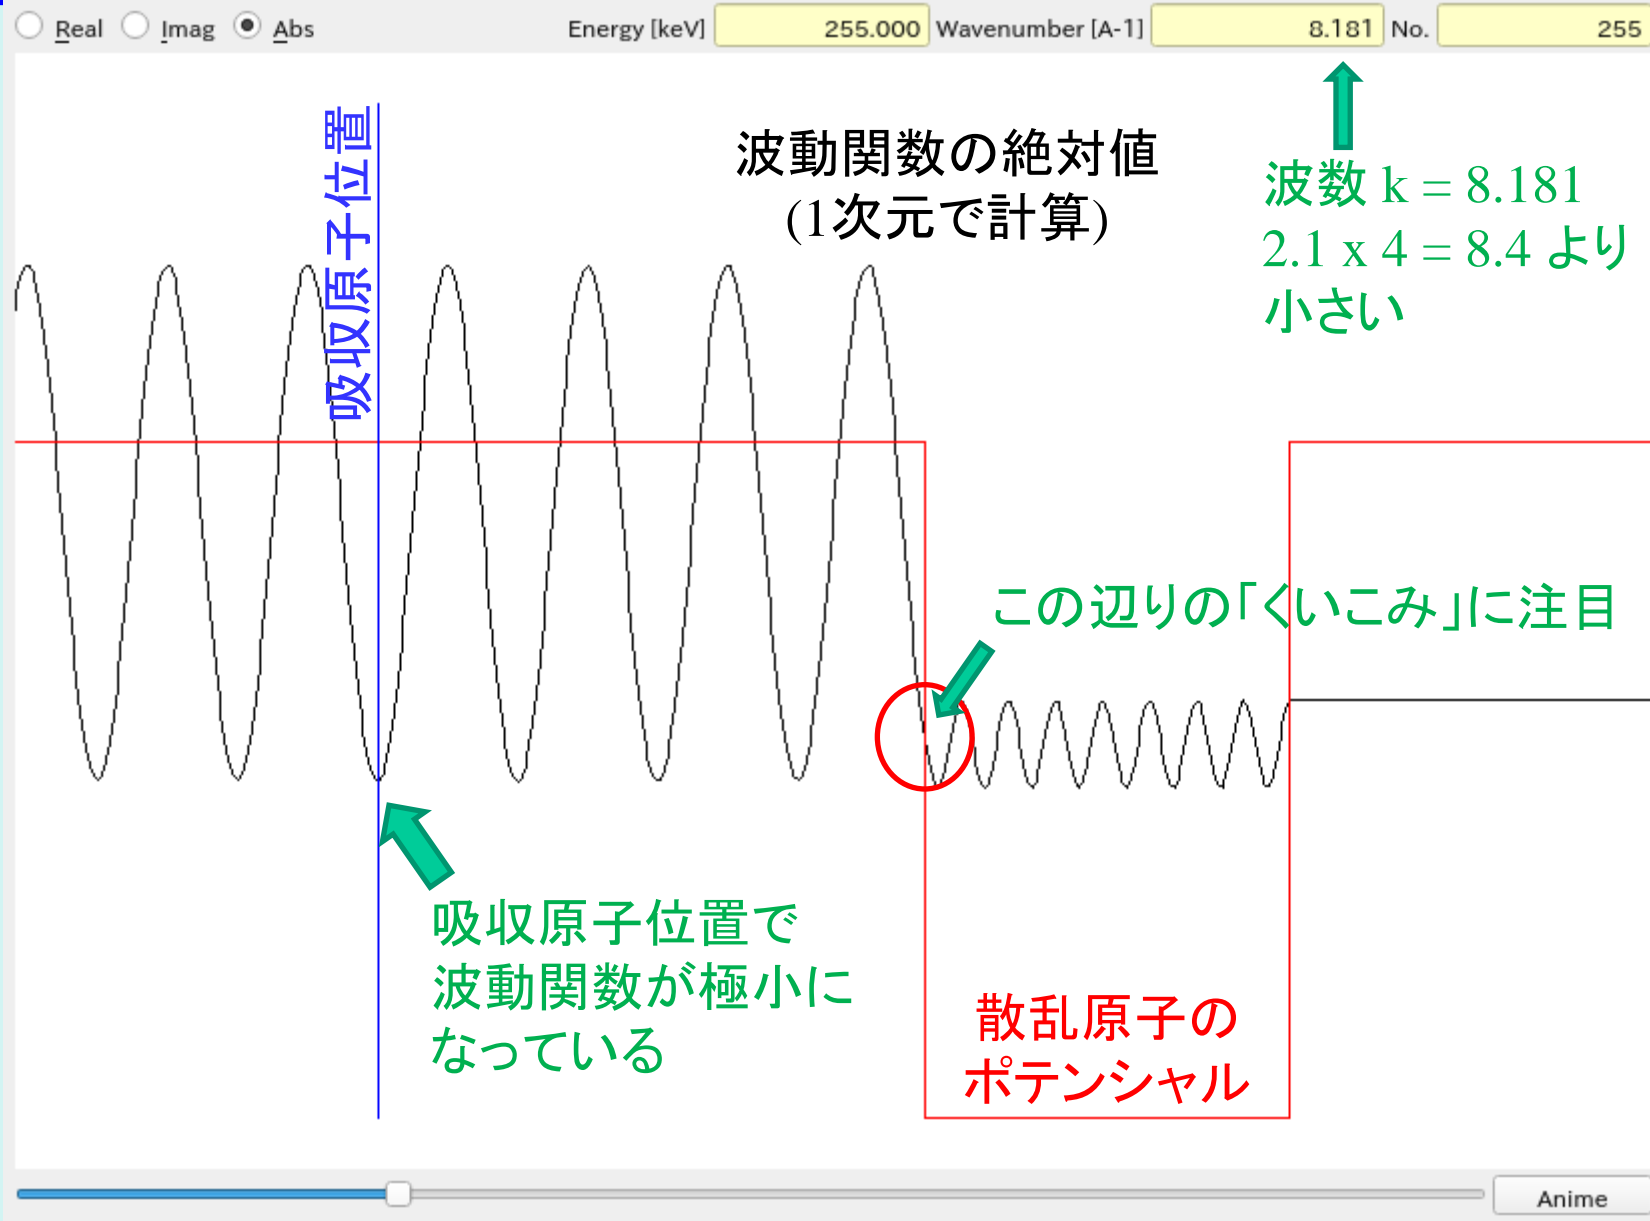 Real Imag Abs Energy [keV] 255.000 Wavenumber [A-1] 8.181 No. 255
吸収原子位置
波動関数の絶対値
(1次元で計算)
波数 k = 8.181
2.1 x 4 = 8.4 より
小さい
この辺りの「くいこみ」に注目
吸収原子位置で
波動関数が極小に
なっている
散乱原子の
ポテンシャル
Anime